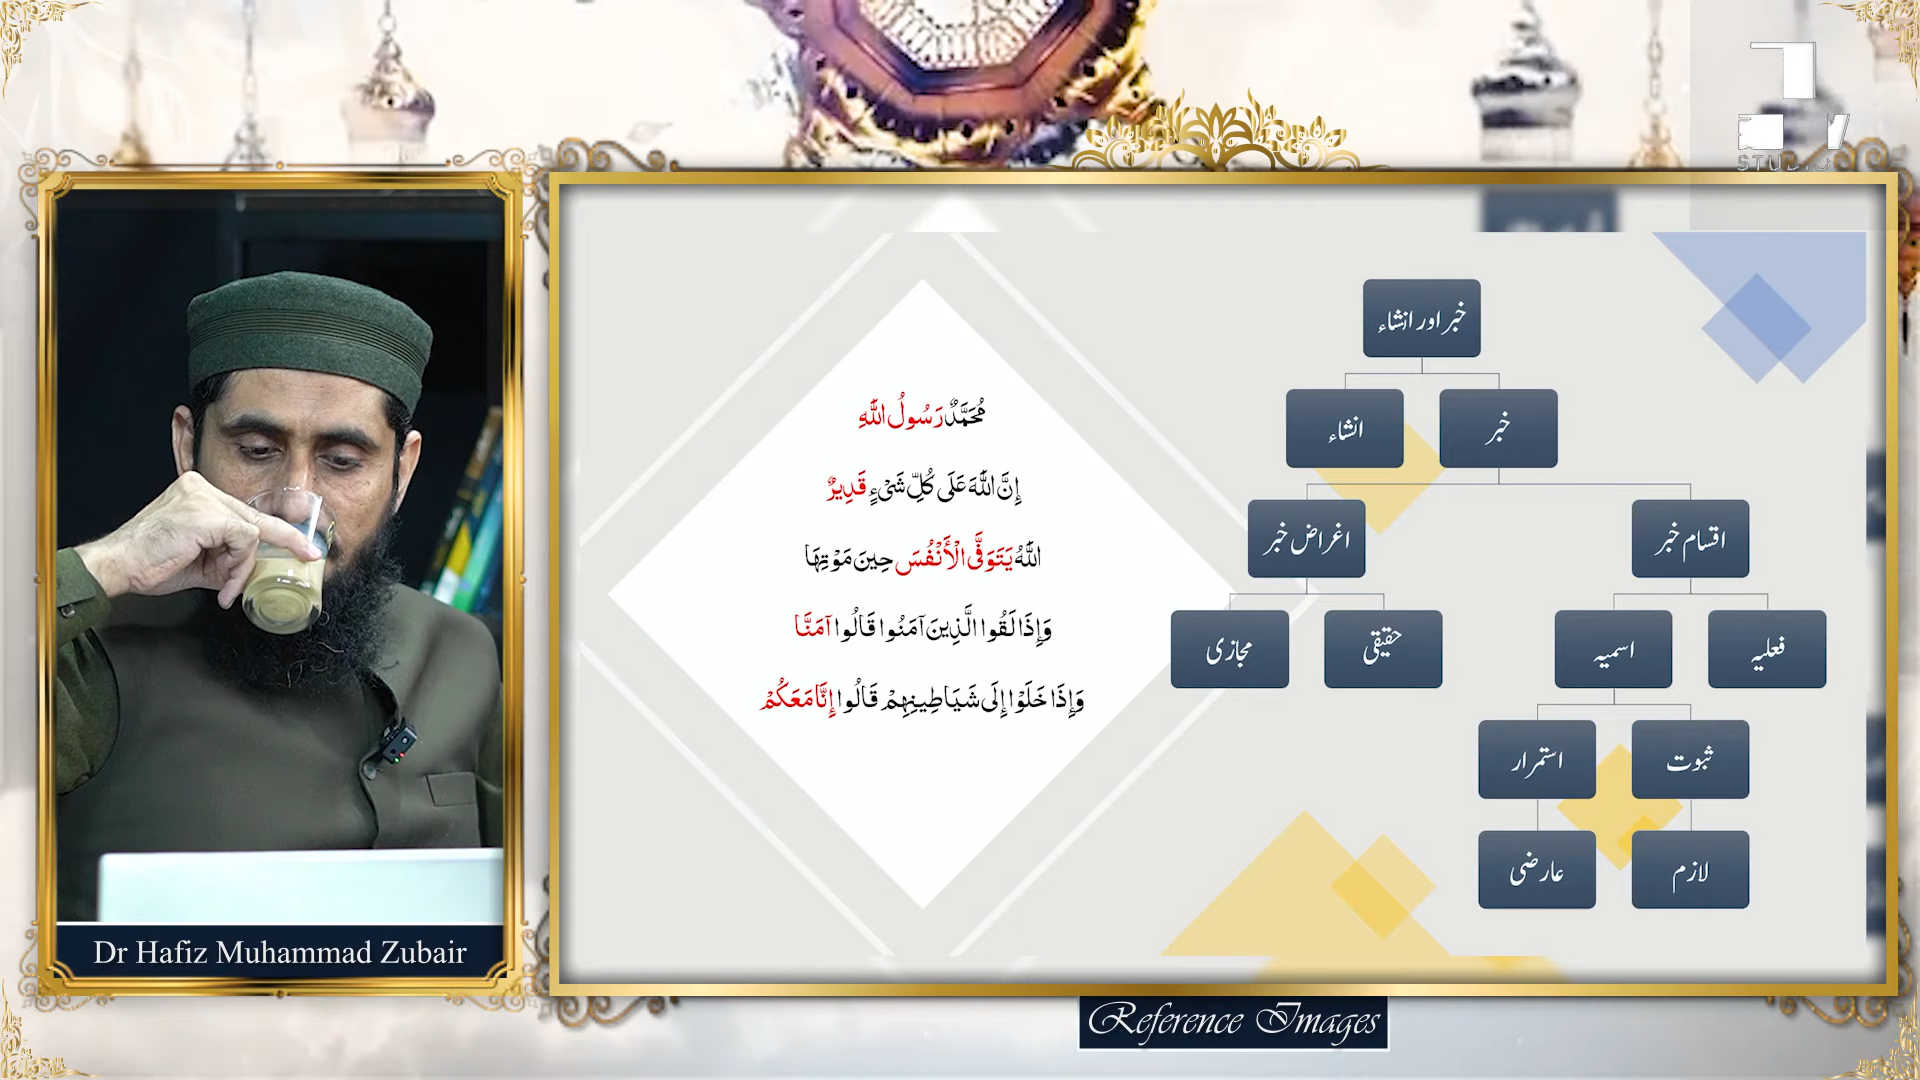 STUDIO
خبر اور انشاء
خبر
انشاء
اقسام خبر
اغراض خبر
فعلیہ
اسمیہ
حقیقی
مجازی
ثبوت
استمرار
لازم
عارضی
مُحَمَّدٌ رَسُولُ اللَّهِ
إِنَّ اللَّهَ عَلَى كُلِّ شَيْءٍ قَدِيرٌ
اللَّهُ يَتَوَفَّى الْأَنْفُسَ حِينَ مَوْتِهَا
وَإِذَا لَقُوا الَّذِينَ آمَنُوا قَالُوا آمَنَّا
وَإِذَا خَلَوْا إِلَى شَيَاطِينِهِمْ قَالُوا إِنَّا مَعَكُمْ
Dr Hafiz Muhammad Zubair
Reference Images